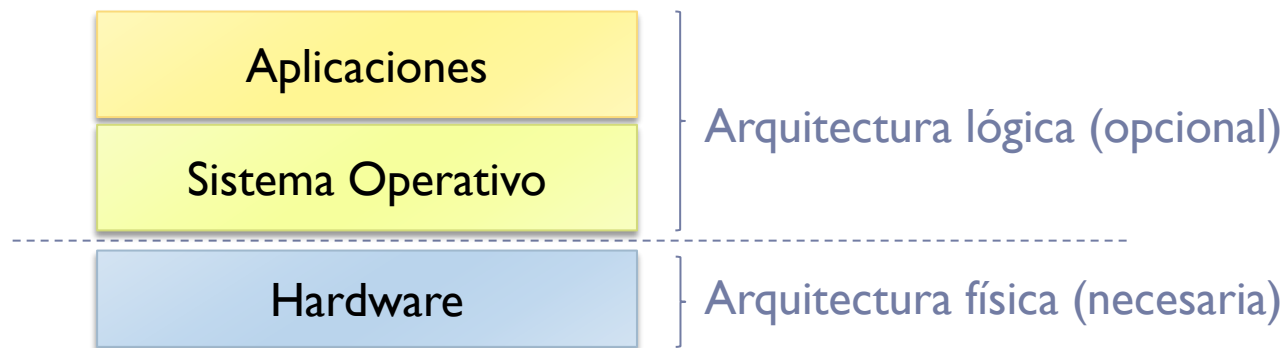 Aplicaciones
Arquitectura lógica (opcional)
Sistema Operativo
Hardware
Arquitectura física (necesaria)